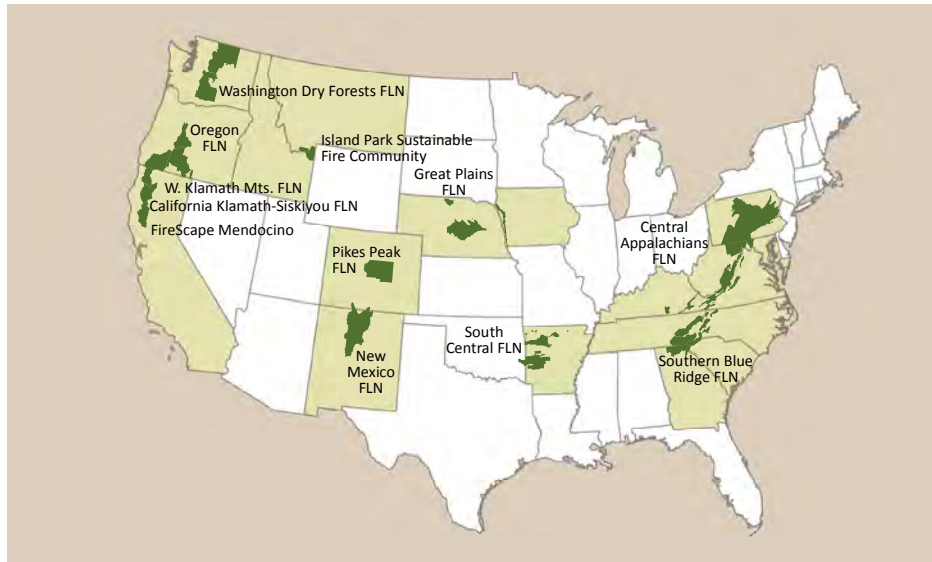 Washington Dry Forests FLN
Oregon
FLN
Island Park Sustainable
Fire Community
Great Plains
FLN
W. Klamath Mts. FLN
California Klamath-Siskiyou FLN
FireScape Mendocino
Central
Appalachians
FLN
Pikes Peak
FLN
South
Central FLN
New
Mexico
FLN
Southern Blue
Ridge FLN